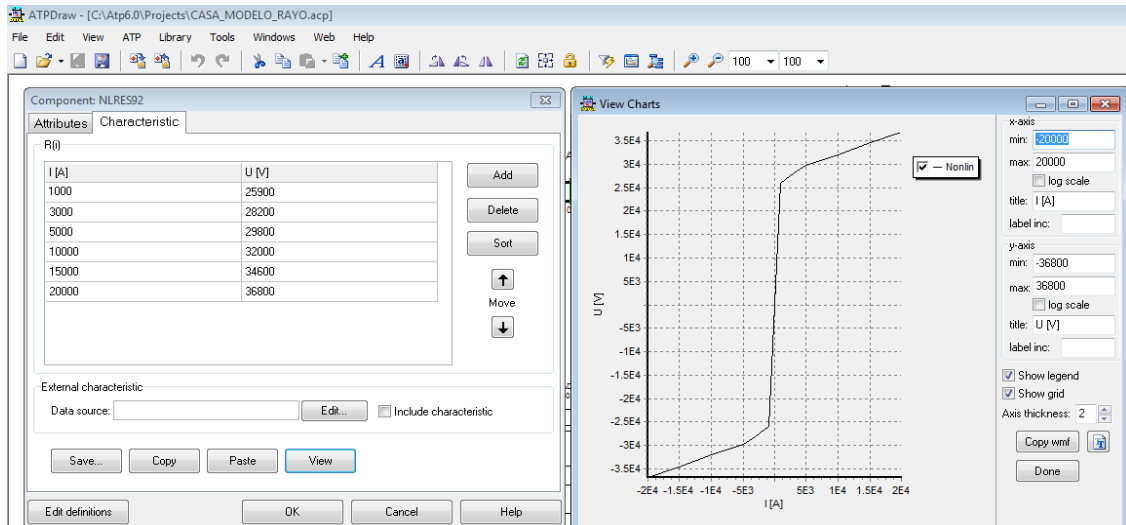 ATPDraw - [C:\Atp6.0\Projects\CASA_MODELO_RAYO.acp]
File Edit View ATP Library Tools Windows Web Help
100 100
Component: NLRES92
Attributes Characteristic
R(i)
I [A] U [V]
1000 25900
3000 28200
5000 29800
10000 32000
15000 34600
20000 36800
Add
Delete
Sort
Move
External characteristic
Data source: Edit... Include characteristic
Save... Copy Paste View
Edit definitions OK Cancel Help
View Charts
3.5E4
3E4
2.5E4
2E4
1.5E4
1E4
5E3
-5E3
-1E4
-1.5E4
-2E4
-2.5E4
-3E4
-3.5E4
U [V]
-2E4 -1.5E4 -1E4 -5E3 5E3 1E4 1.5E4 2E4
I [A]
Nonlin
x-axis
min: -20000
max: 20000
log scale
title: I [A]
label inc:
y-axis
min: -36800
max: 36800
log scale
title: U [V]
label inc:
Show legend
Show grid
Axis thickness: 2
Copy wmf
Done